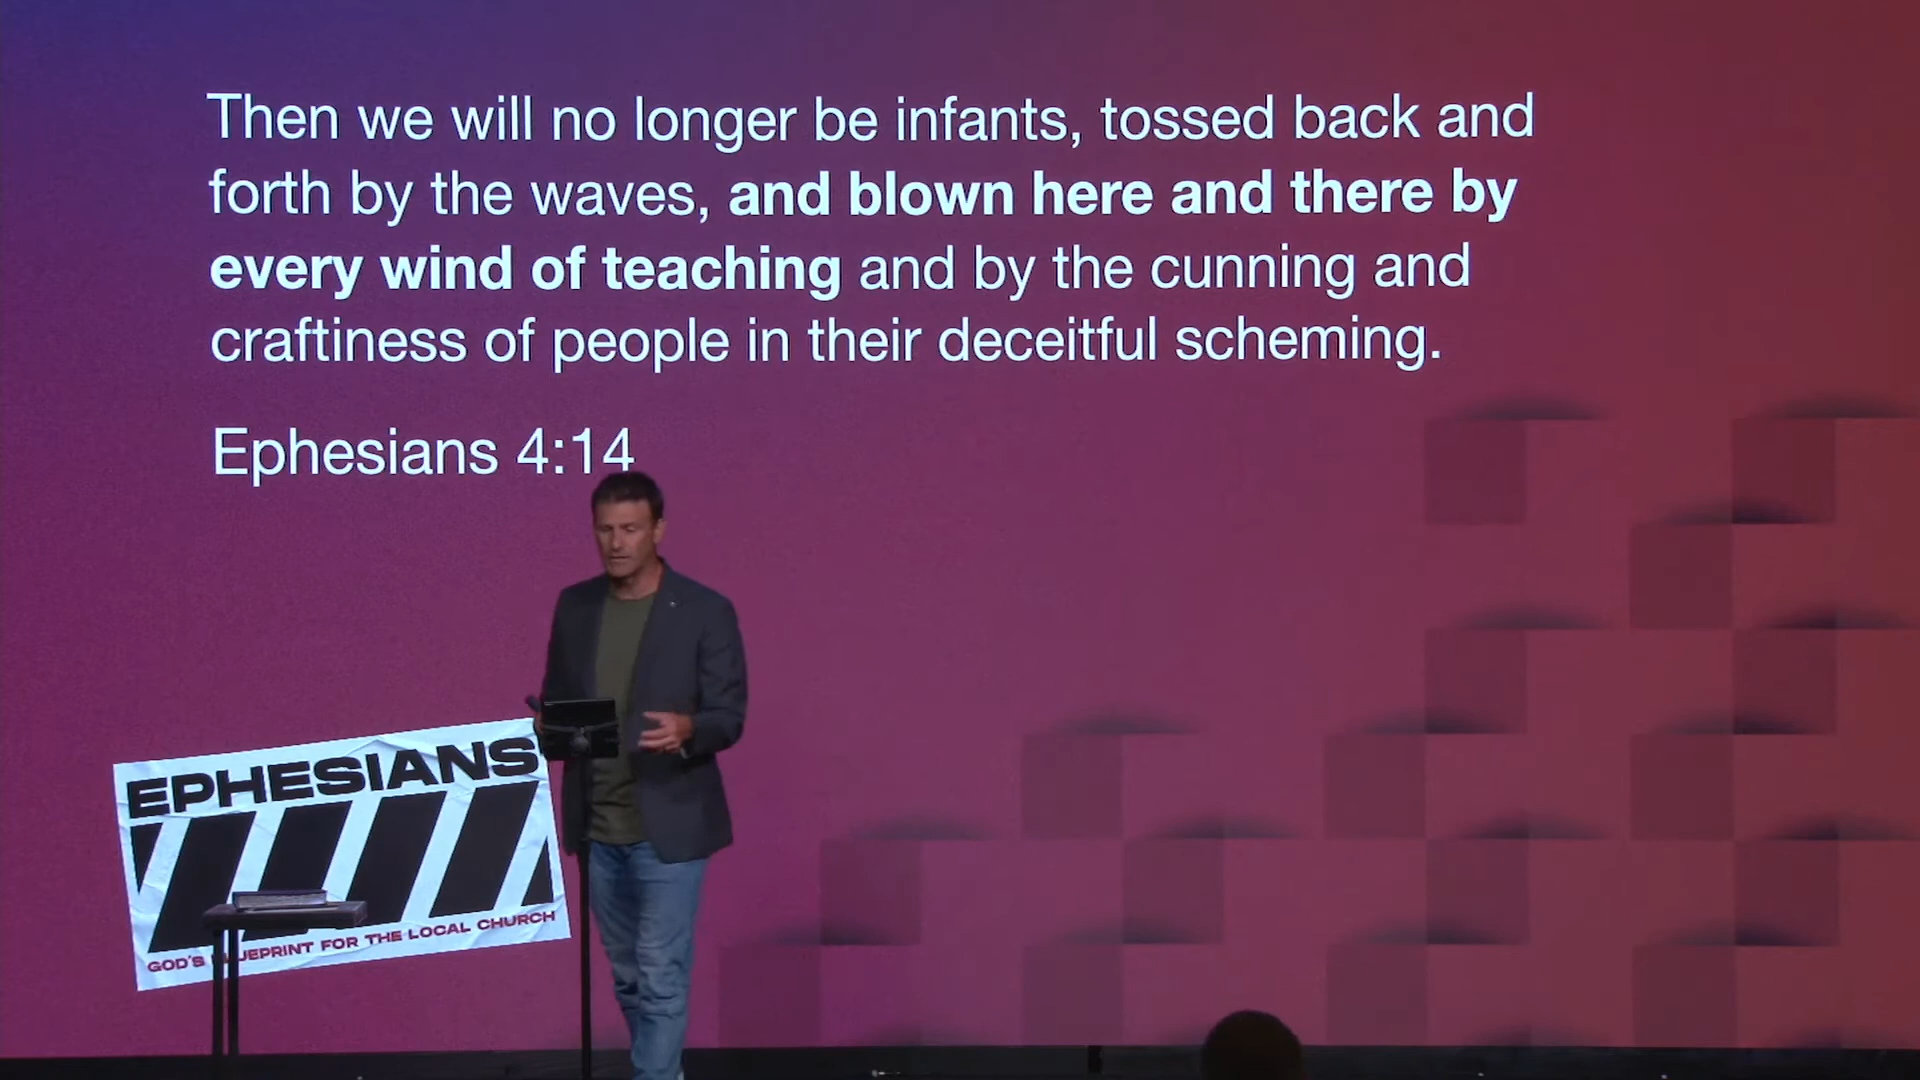 Then we will no longer be infants, tossed back and
forth by the waves, and blown here and there by
every wind of teaching and by the cunning and
craftiness of people in their deceitful scheming.
Ephesians 4:14
EPHESIANS
GOD'S BLUEPRINT FOR THE LOCAL CHURCH